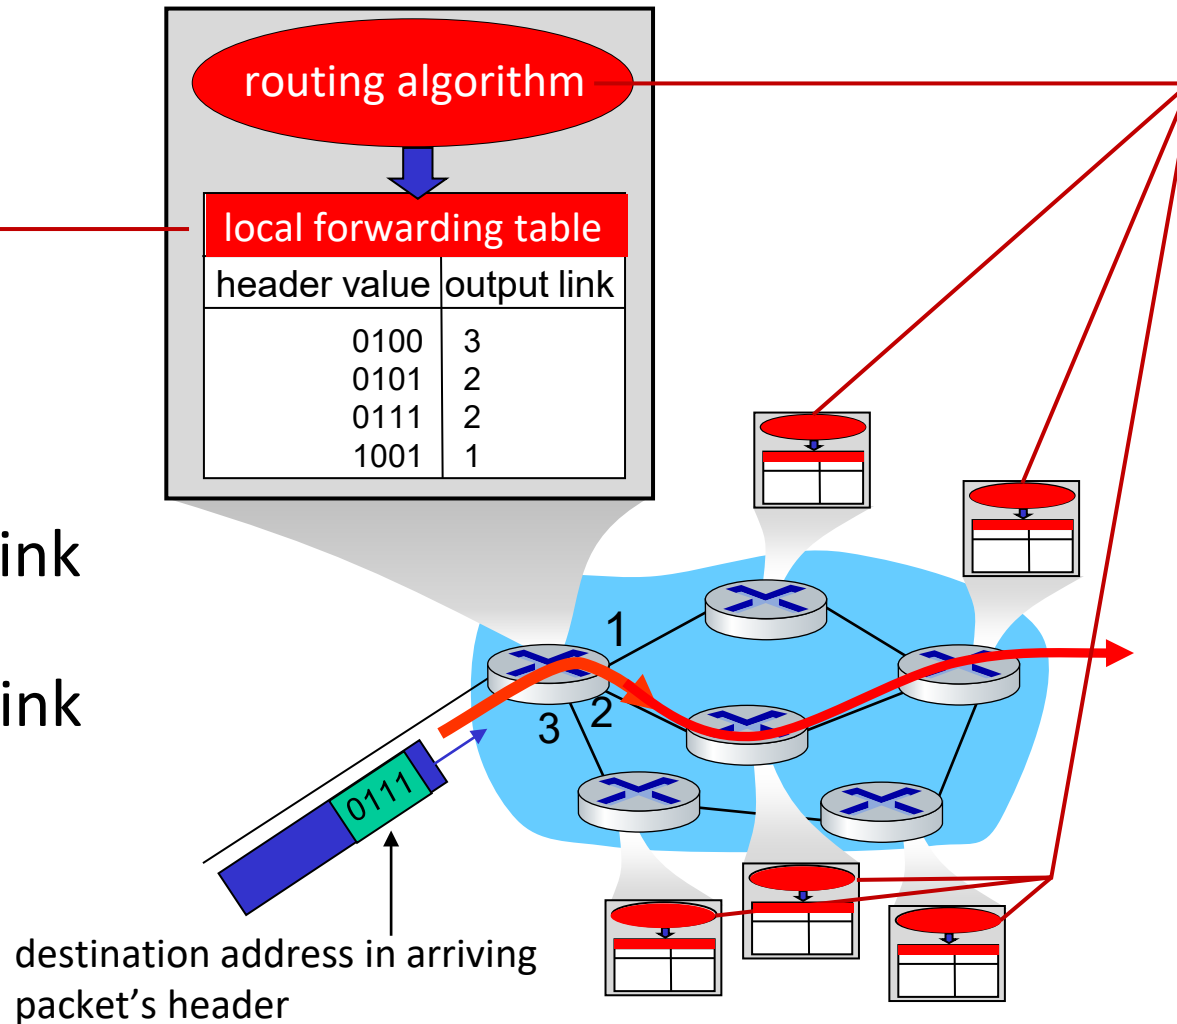 routing algorithm
local forwarding table
header value output link
0100 3
0101 2
0111 2
1001 1
ink
ink
1
2
3
0111
destination address in arriving
packet's header